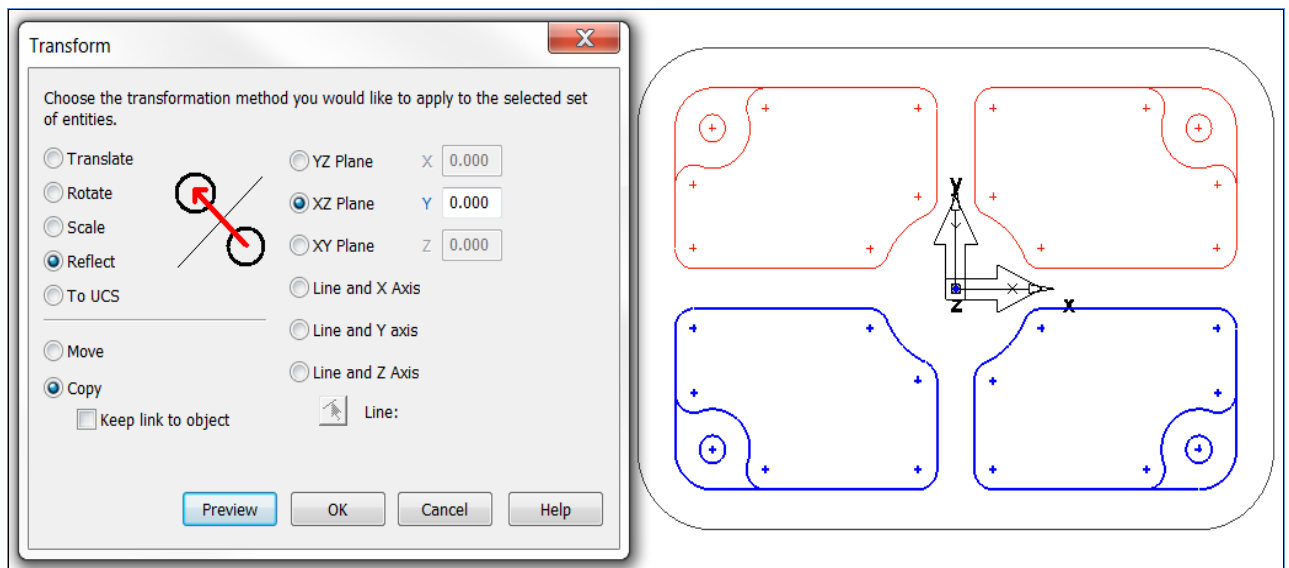 Transform
X
Choose the transformation method you would like to apply to the selected set
of entities.
Translate
Rotate
Scale
Reflect
To UCS
Move
Copy
Keep link to object
YZ Plane X 0.000
XZ Plane Y 0.000
XY Plane Z 0.000
Line and X Axis
Line and Y axis
Line and Z Axis
Line:
Preview OK Cancel Help
y
Y
X
x
z